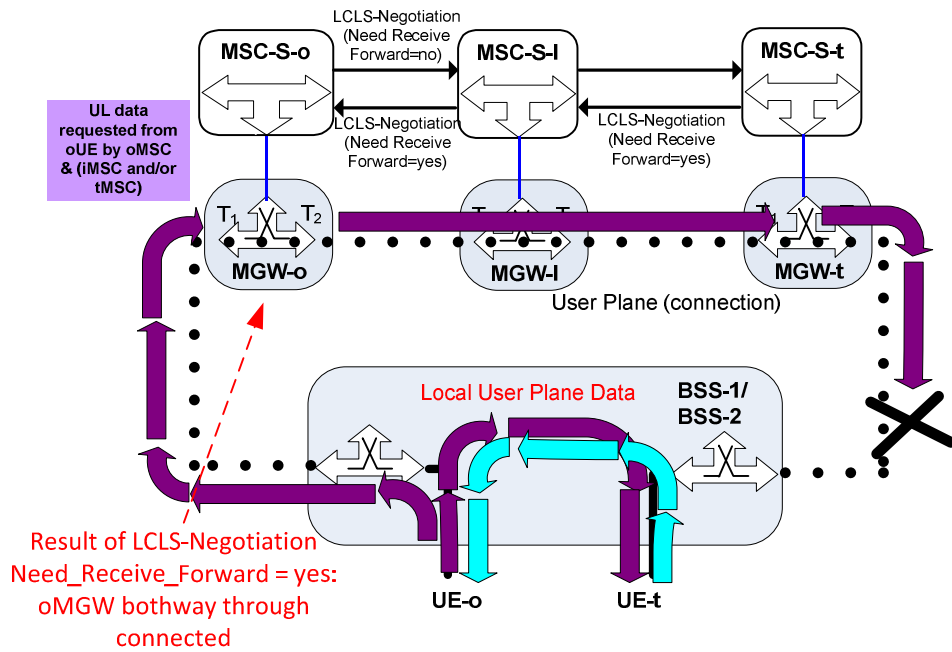 LCLS-Negotiation
(Need Receive
Forward=no)
MSC-S-o
MSC-S-I
MSC-S-t
UL data
requested from
oUE by oMSC
& (iMSC and/or
tMSC)
LCLS-Negotiation
(Need Receive
Forward=yes)
LCLS-Negotiation
(Need Receive
Forward=yes)
T1
T2
T
T
MGW-o
MGW-I
MGW-t
User Plane (connection)
Local User Plane Data
BSS-1/
BSS-2
Result of LCLS-Negotiation
Need_Receive_Forward = yes:
oMGW bothway through
connected
UE-o
UE-t